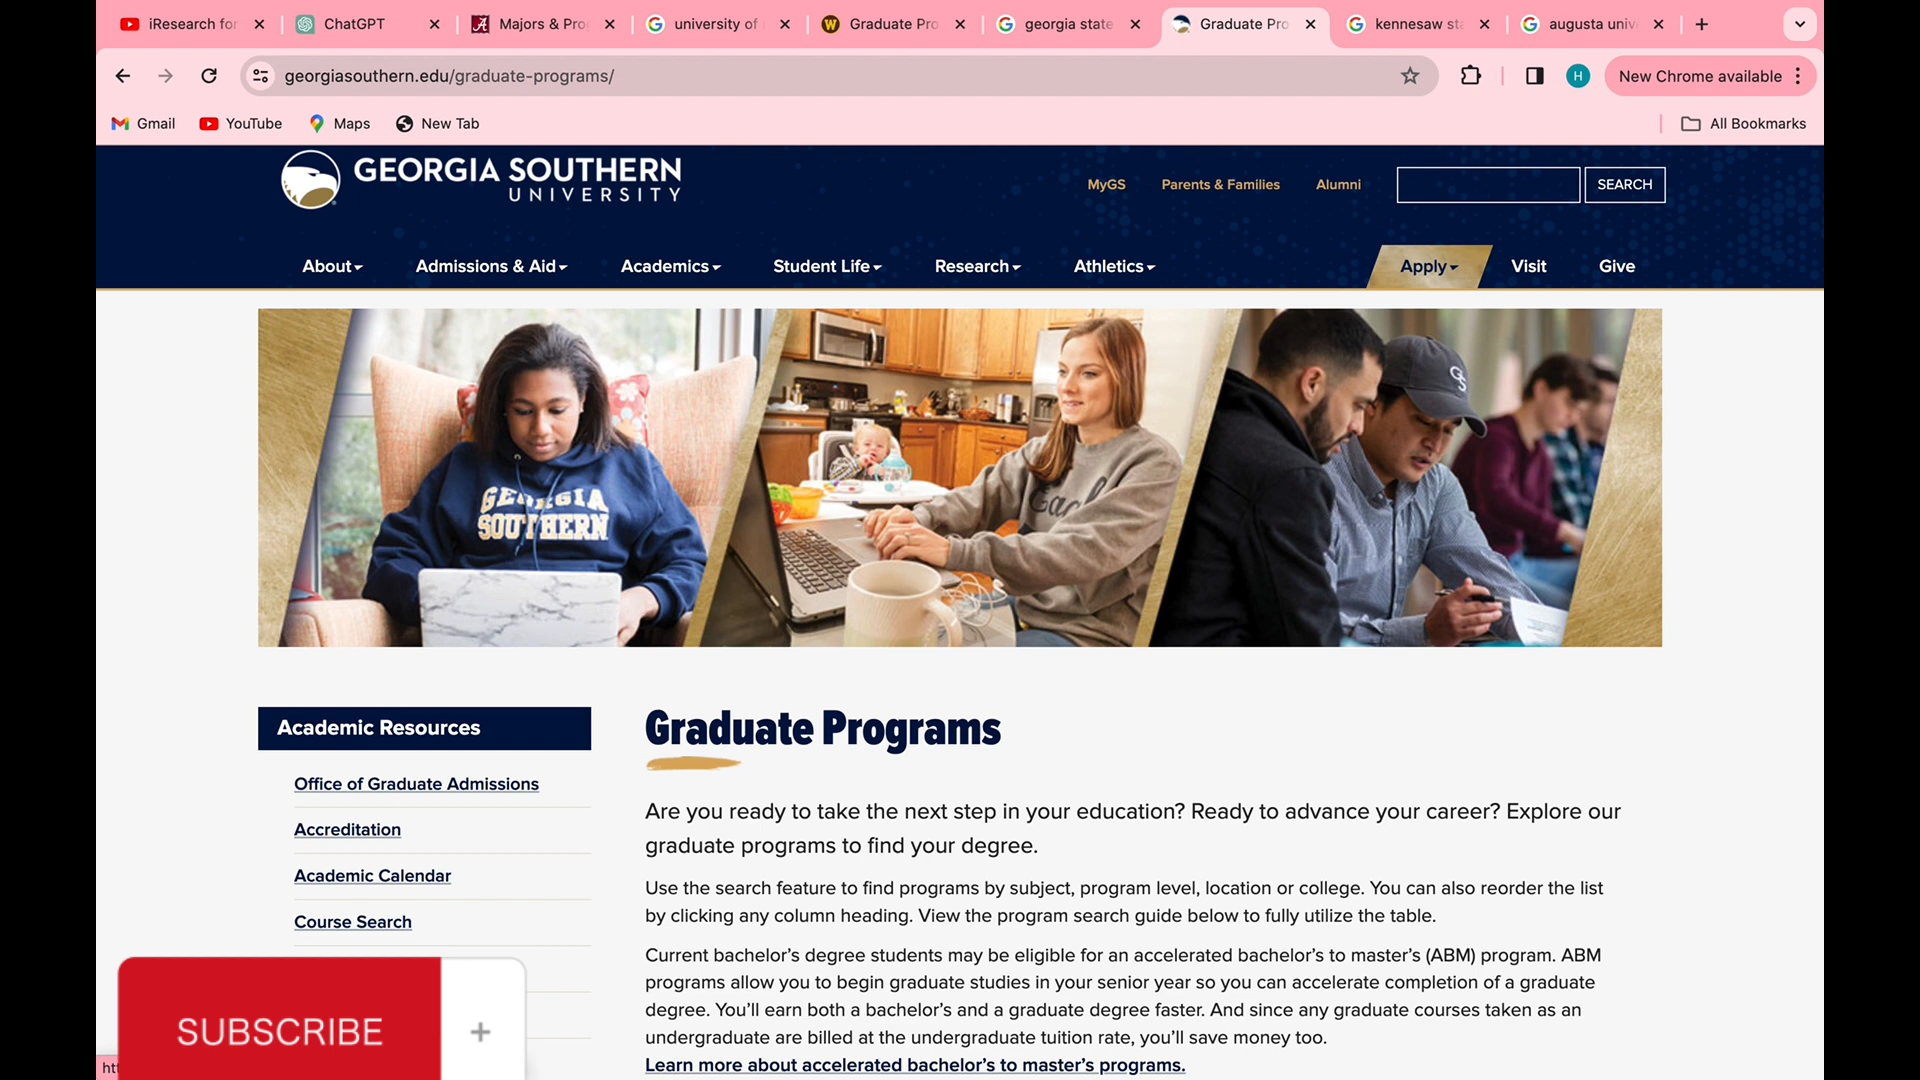 iResearch for
ChatGPT
Majors & Pro
university of
Graduate Pro
georgia state
Graduate Pro
kennesaw sta
augusta univ
georgiasouthern.edu/graduate-programs/
H
New Chrome available
Gmail
YouTube
Maps
New Tab
All Bookmarks
GEORGIA SOUTHERN
UNIVERSITY
MyGS
Parents & Families
Alumni
SEARCH
About
Admissions & Aid
Academics
Student Life
Research
Athletics
Apply
Visit
Give
GEORGIA
SOUTHERN
GS
Academic Resources
Office of Graduate Admissions
Accreditation
Academic Calendar
Course Search
Graduate Programs
Are you ready to take the next step in your education? Ready to advance your career? Explore our
graduate programs to find your degree.
Use the search feature to find programs by subject, program level, location or college. You can also reorder the list
by clicking any column heading. View the program search guide below to fully utilize the table.
Current bachelor’s degree students may be eligible for an accelerated bachelor’s to master’s (ABM) program. ABM
programs allow you to begin graduate studies in your senior year so you can accelerate completion of a graduate
degree. You’ll earn both a bachelor’s and a graduate degree faster. And since any graduate courses taken as an
undergraduate are billed at the undergraduate tuition rate, you’ll save money too.
Learn more about accelerated bachelor’s to master’s programs.
SUBSCRIBE +